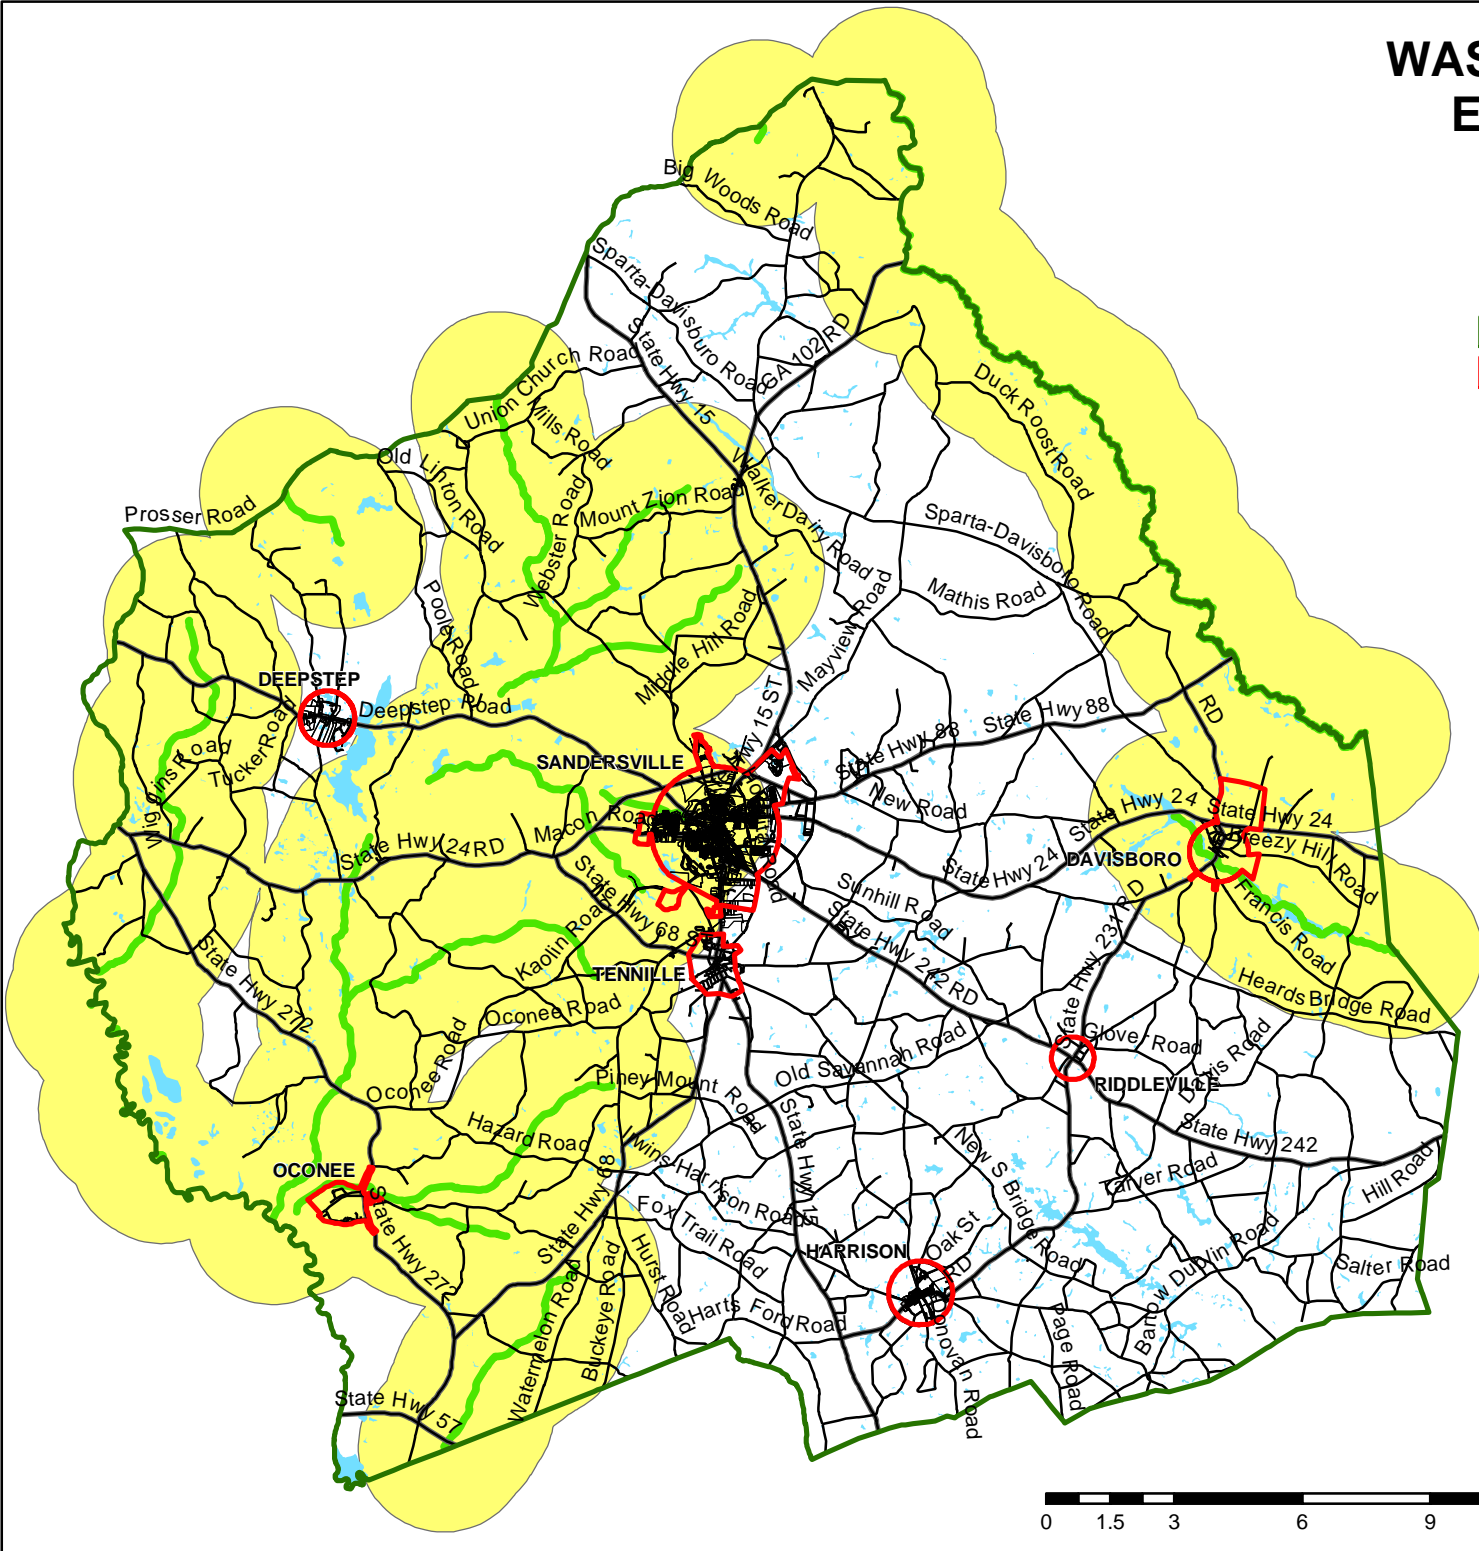 WAS
E
Big Woods Road
Sparta-Davisburo Road
State Hwy 15
GA 102 RD
Union Church Road
Mills Road
Duck Roost Road
Old Linton Road
Walker Dairy Road
Prosser Road
Mount Zion Road
Webster Road
Sparta-Davisboro Road
Mathis Road
Poole Road
Mayview Road
Middle Hill Road
DEEPSTEP
Deepstep Road
Tucker Road
RD
State Hwy 88
State Hwy 88
Hwy 15 ST
SANDERSVILLE
New Road
Macon Road
State Hwy 24 RD
State Hwy 24
State Hwy 24
State Hwy 24
Breezy Hill Road
DAVISBORO
Francis Road
State Hwy 68 S
Kaolin Road
Sunhill Road
State Hwy 242 RD
State Hwy 231 RD
State Hwy 272
TENNILLE
Oconee Road
Heards Bridge Road
Oconee Road
Piney Mount Road
Old Savannah Road
Glover Road
RIDDLEVILLE
Davis Road
Hazard Road
State Hwy 15
State Hwy 242
Irwins-Harrison Road
New S Bridge Road
Tarver Road
Hill Road
OCONEE
State Hwy 272
State Hwy 68
Fox Trail Road
HARRISON
Oak St
RD
Hurst Road
Harts Ford Road
Bartow Dublin Road
Salter Road
Watermelon Road
Buckeye Road
Donovan Road
Page Road
State Hwy 57
0 1.5 3 6 9